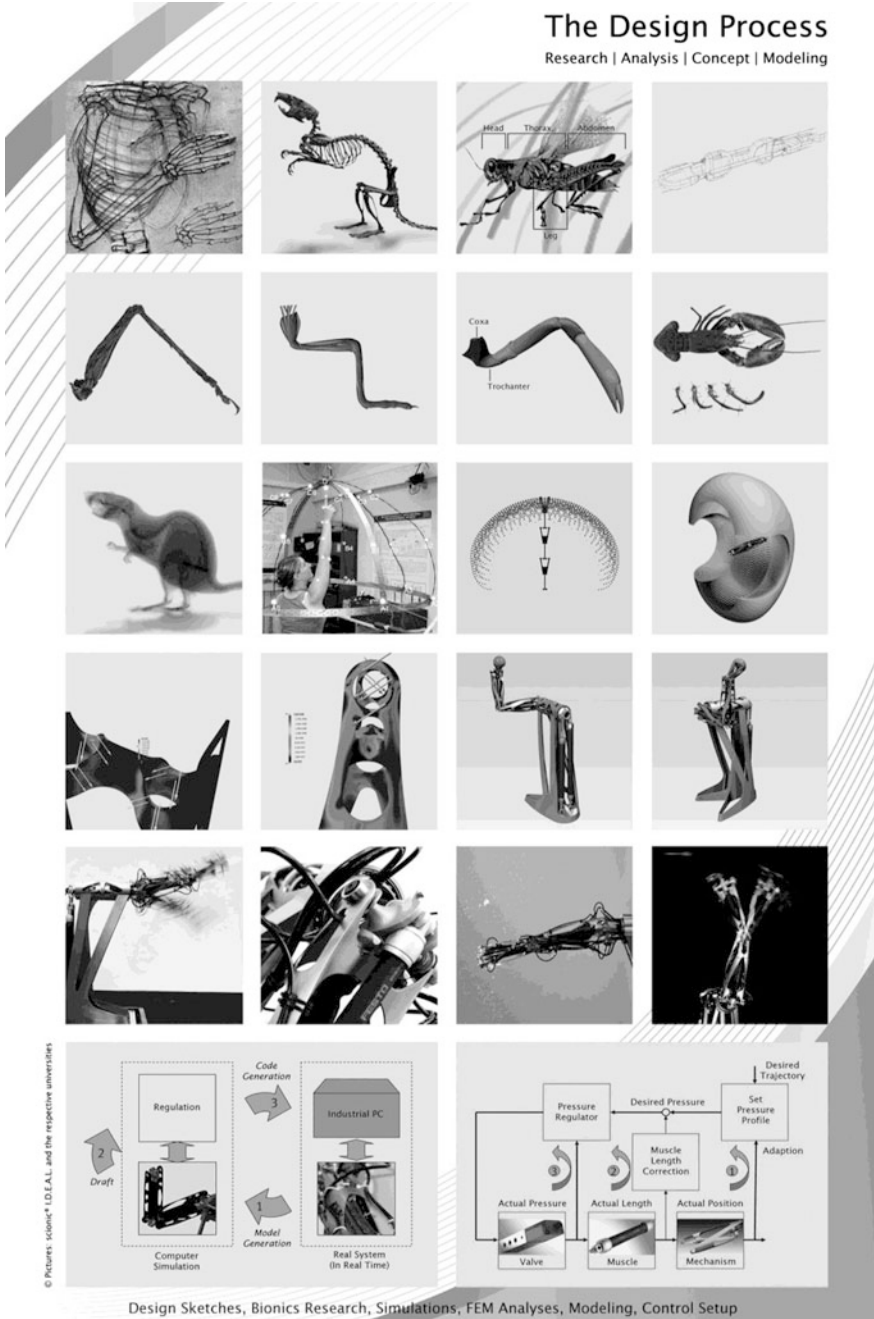 The Design Process
Research | Analysis | Concept | Modeling
Head
Thorax
Abdomen
Leg
Coxa
Trochanter
FESTO
© Pictures: scionic® I.D.E.A.L. and the respective universities
Code
Generation
3
Regulation
Industrial PC
2
Draft
1
Model
Generation
Computer
Simulation
Real System
(In Real Time)
Desired
Trajectory
Pressure
Regulator
Desired Pressure
Set
Pressure
Profile
Muscle
Length
Correction
3
2
1
Adaption
Actual Pressure
Actual Length
Actual Position
Valve
Muscle
Mechanism
Design Sketches, Bionics Research, Simulations, FEM Analyses, Modeling, Control Setup